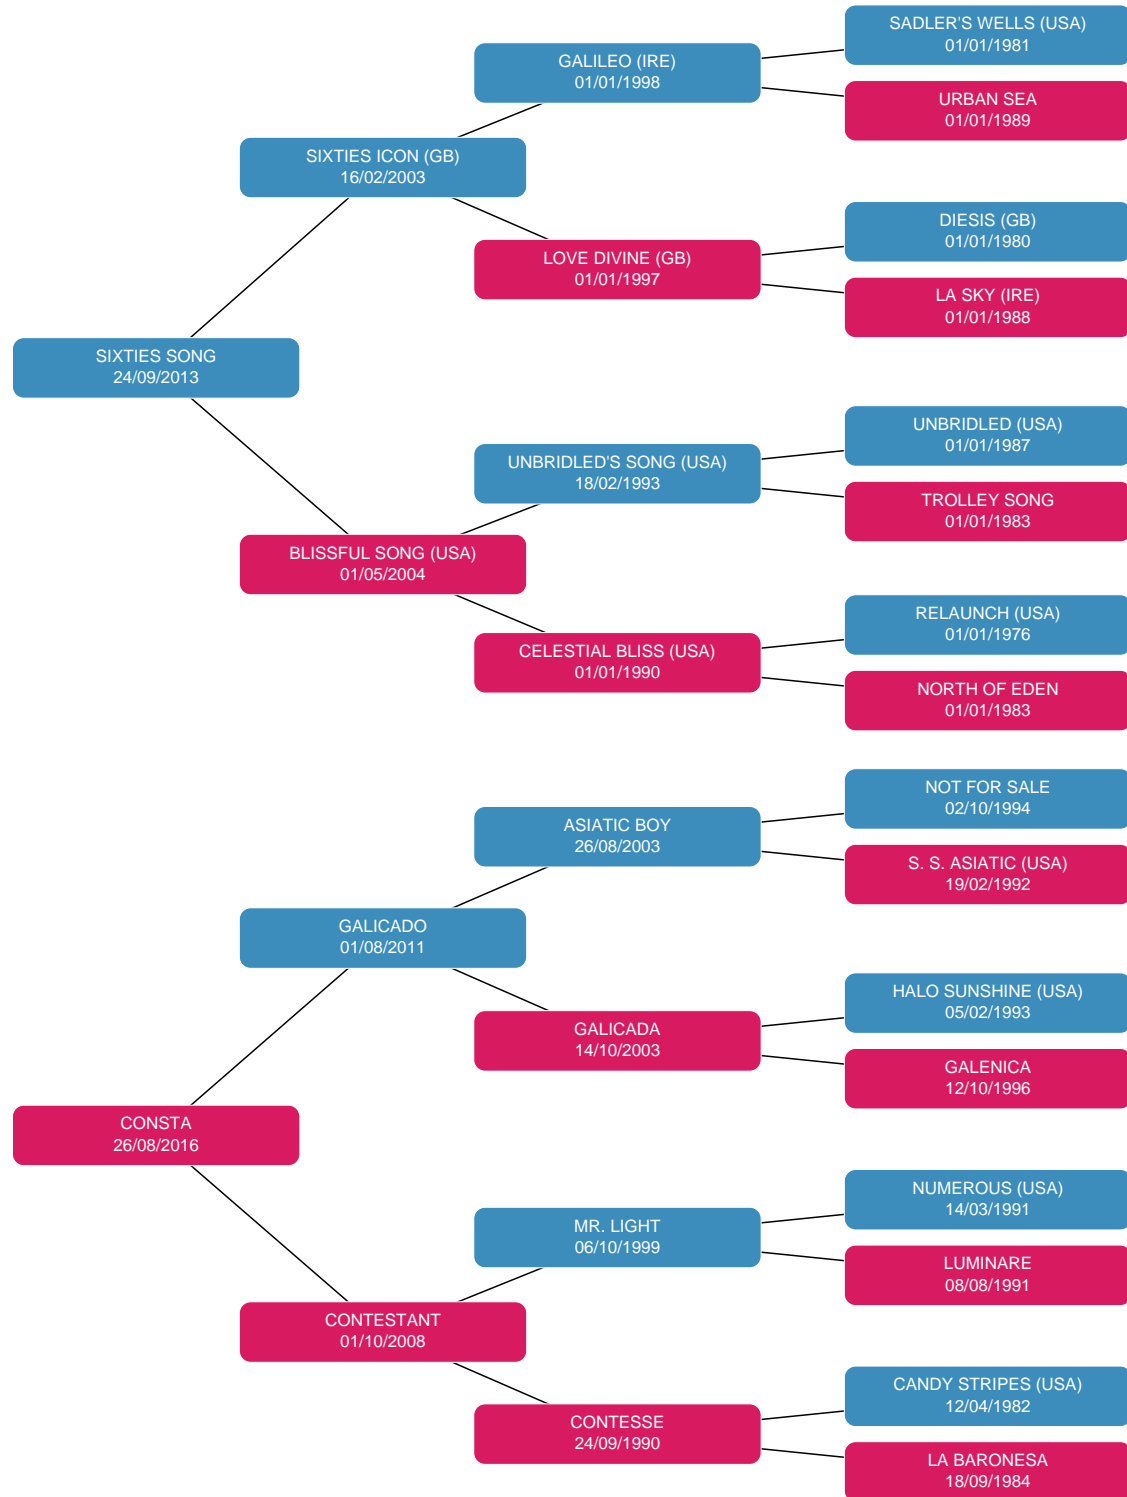 SADLER'S WELLS (USA)
01/01/1981
GALILEO (IRE)
01/01/1998
URBAN SEA
01/01/1989
SIXTIES ICON (GB)
16/02/2003
DIESIS (GB)
01/01/1980
LOVE DIVINE (GB)
01/01/1997
LA SKY (IRE)
01/01/1988
SIXTIES SONG
24/09/2013
UNBRIDLED (USA)
01/01/1987
UNBRIDLED'S SONG (USA)
18/02/1993
TROLLEY SONG
01/01/1983
BLISSFUL SONG (USA)
01/05/2004
RELAUNCH (USA)
01/01/1976
CELESTIAL BLISS (USA)
01/01/1990
NORTH OF EDEN
01/01/1983
NOT FOR SALE
02/10/1994
ASIATIC BOY
26/08/2003
S. S. ASIATIC (USA)
19/02/1992
GALICADO
01/08/2011
HALO SUNSHINE (USA)
05/02/1993
GALICADA
14/10/2003
GALENICA
12/10/1996
CONSTA
26/08/2016
NUMEROUS (USA)
14/03/1991
MR. LIGHT
06/10/1999
LUMINARE
08/08/1991
CONTESTANT
01/10/2008
CANDY STRIPES (USA)
12/04/1982
CONTESSE
24/09/1990
LA BARONESA
18/09/1984